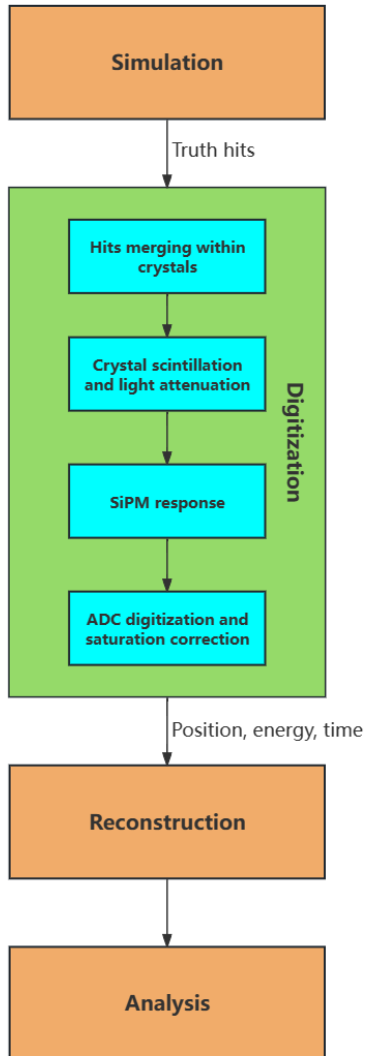 Simulation
Truth hits
Hits merging within
crystals
Crystal scintillation
and light attenuation
Digitization
SiPM response
ADC digitization and
saturation correction
Position, energy, time
Reconstruction
Analysis